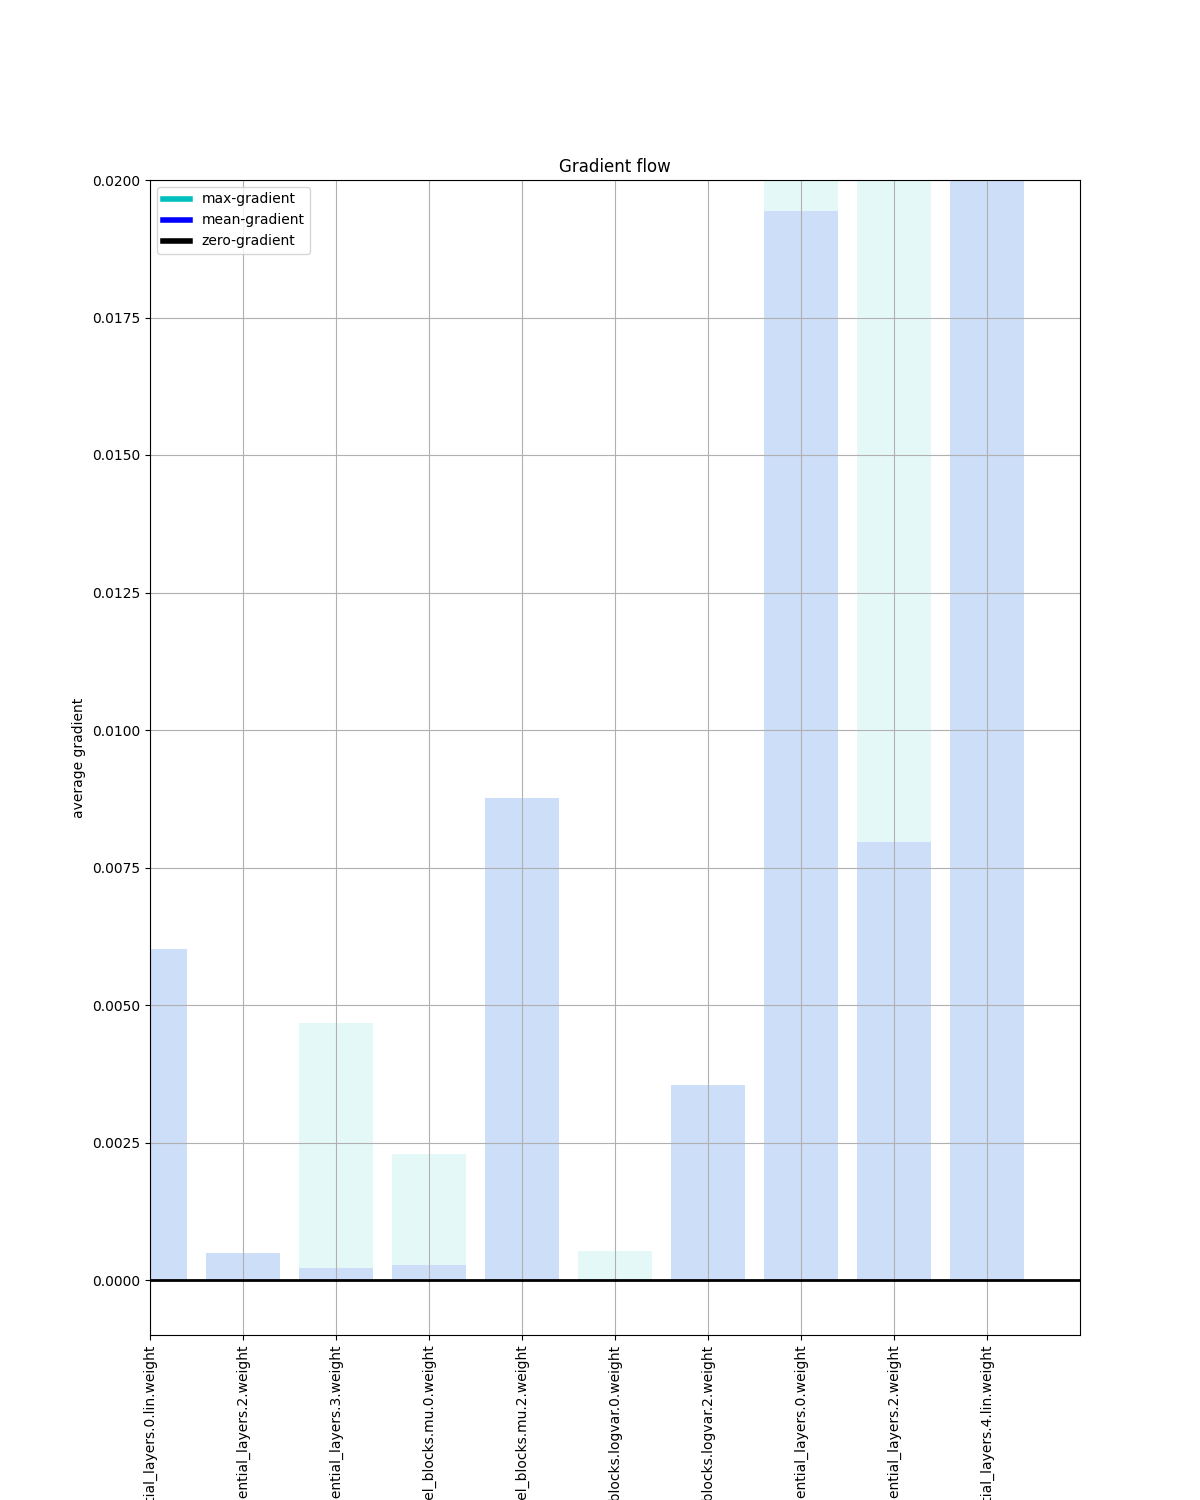 Gradient flow
max-gradient
mean-gradient
zero-gradient
0.0200
0.0175
0.0150
0.0125
0.0100
0.0075
0.0050
0.0025
0.0000
average gradient
tial_layers.0.lin.weight
ential_layers.2.weight
ential_layers.3.weight
el_blocks.mu.0.weight
el_blocks.mu.2.weight
blocks.logvar.0.weight
blocks.logvar.2.weight
ential_layers.0.weight
ential_layers.2.weight
tial_layers.4.lin.weight